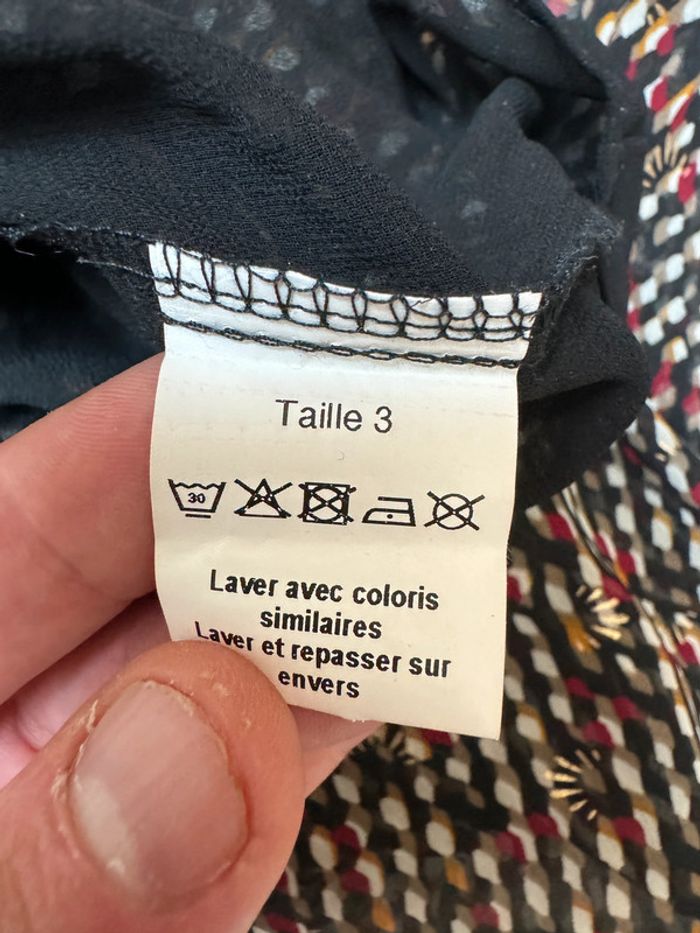 Taille 3
30
Laver avec coloris
similaires
Laver et repasser sur
envers